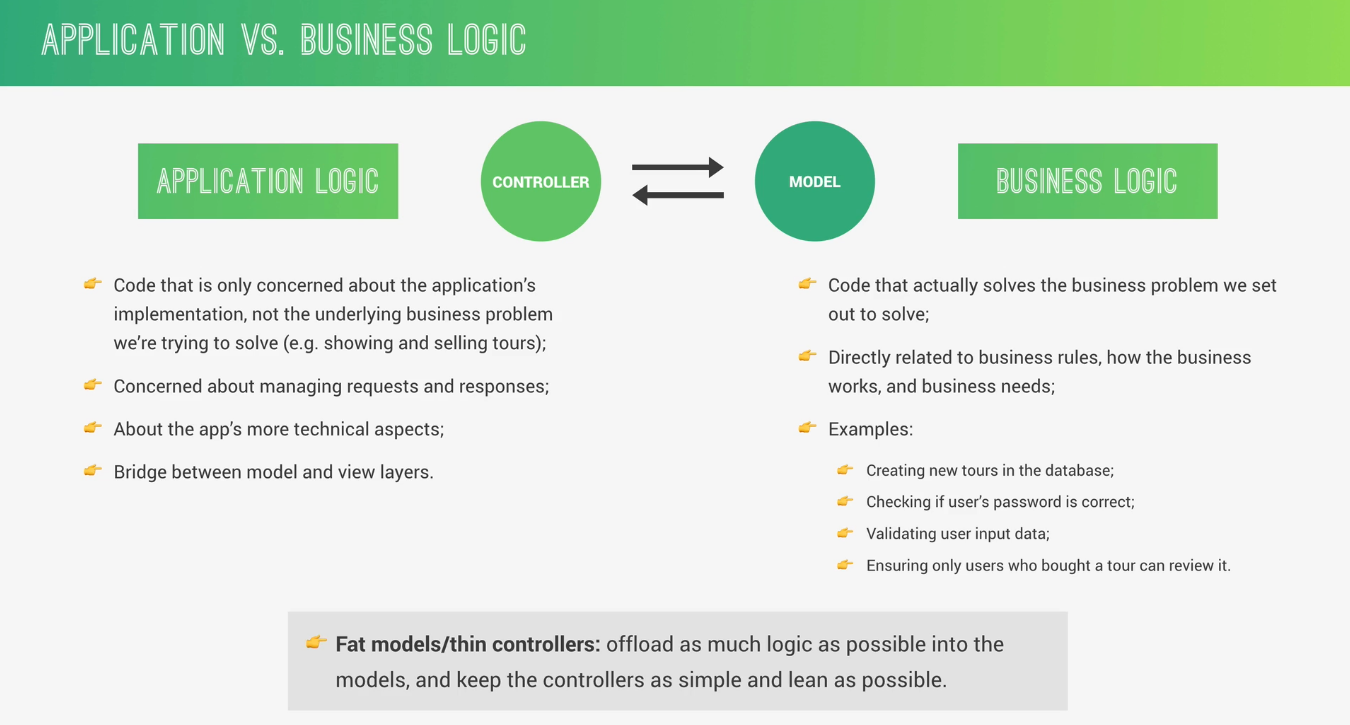 APPLICATION VS. BUSINESS LOGIC
APPLICATION LOGIC
CONTROLLER
MODEL
BUSINESS LOGIC
👉 Code that is only concerned about the application’s
implementation, not the underlying business problem
we’re trying to solve (e.g. showing and selling tours);
👉 Concerned about managing requests and responses;
👉 About the app’s more technical aspects;
👉 Bridge between model and view layers.
👉 Code that actually solves the business problem we set
out to solve;
👉 Directly related to business rules, how the business
works, and business needs;
👉 Examples:
👉 Creating new tours in the database;
👉 Checking if user’s password is correct;
👉 Validating user input data;
👉 Ensuring only users who bought a tour can review it.
👉 Fat models/thin controllers: offload as much logic as possible into the
models, and keep the controllers as simple and lean as possible.